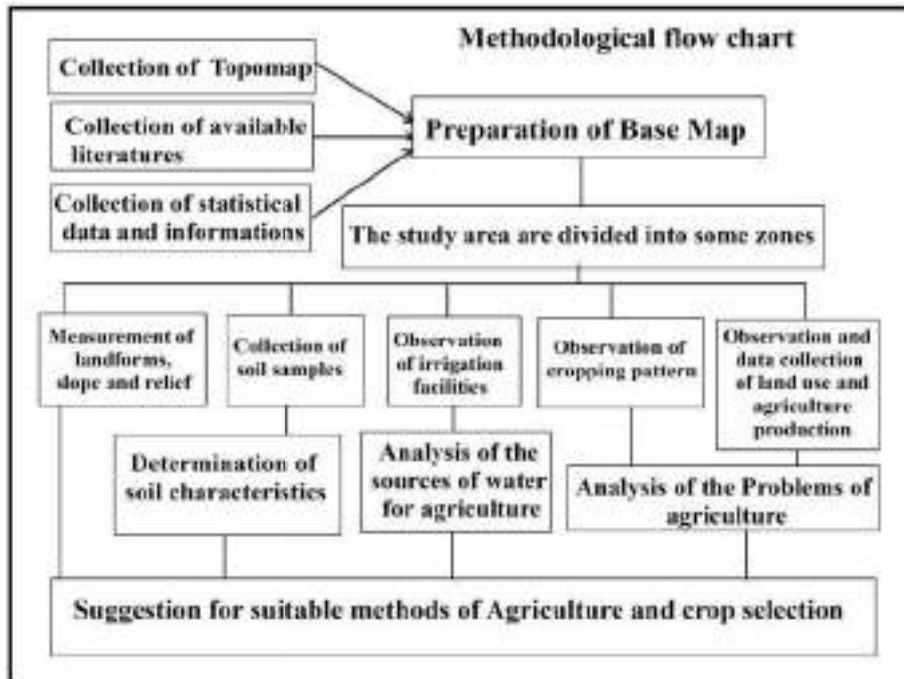 Methodological flow chart
Collection of Topomap
Collection of available
literatures
Collection of statistical
data and informations
Preparation of Base Map
The study area are divided into some zones
Measurement of
landforms,
slope and relief
Collection of
soil samples
Observation
of irrigation
facilities
Observation of
cropping pattern
Observation and
data collection
of land use and
agriculture
production
Determination of
soil characteristics
Analysis of the
sources of water
for agriculture
Analysis of the Problems of
agriculture
Suggestion for suitable methods of Agriculture and crop selection